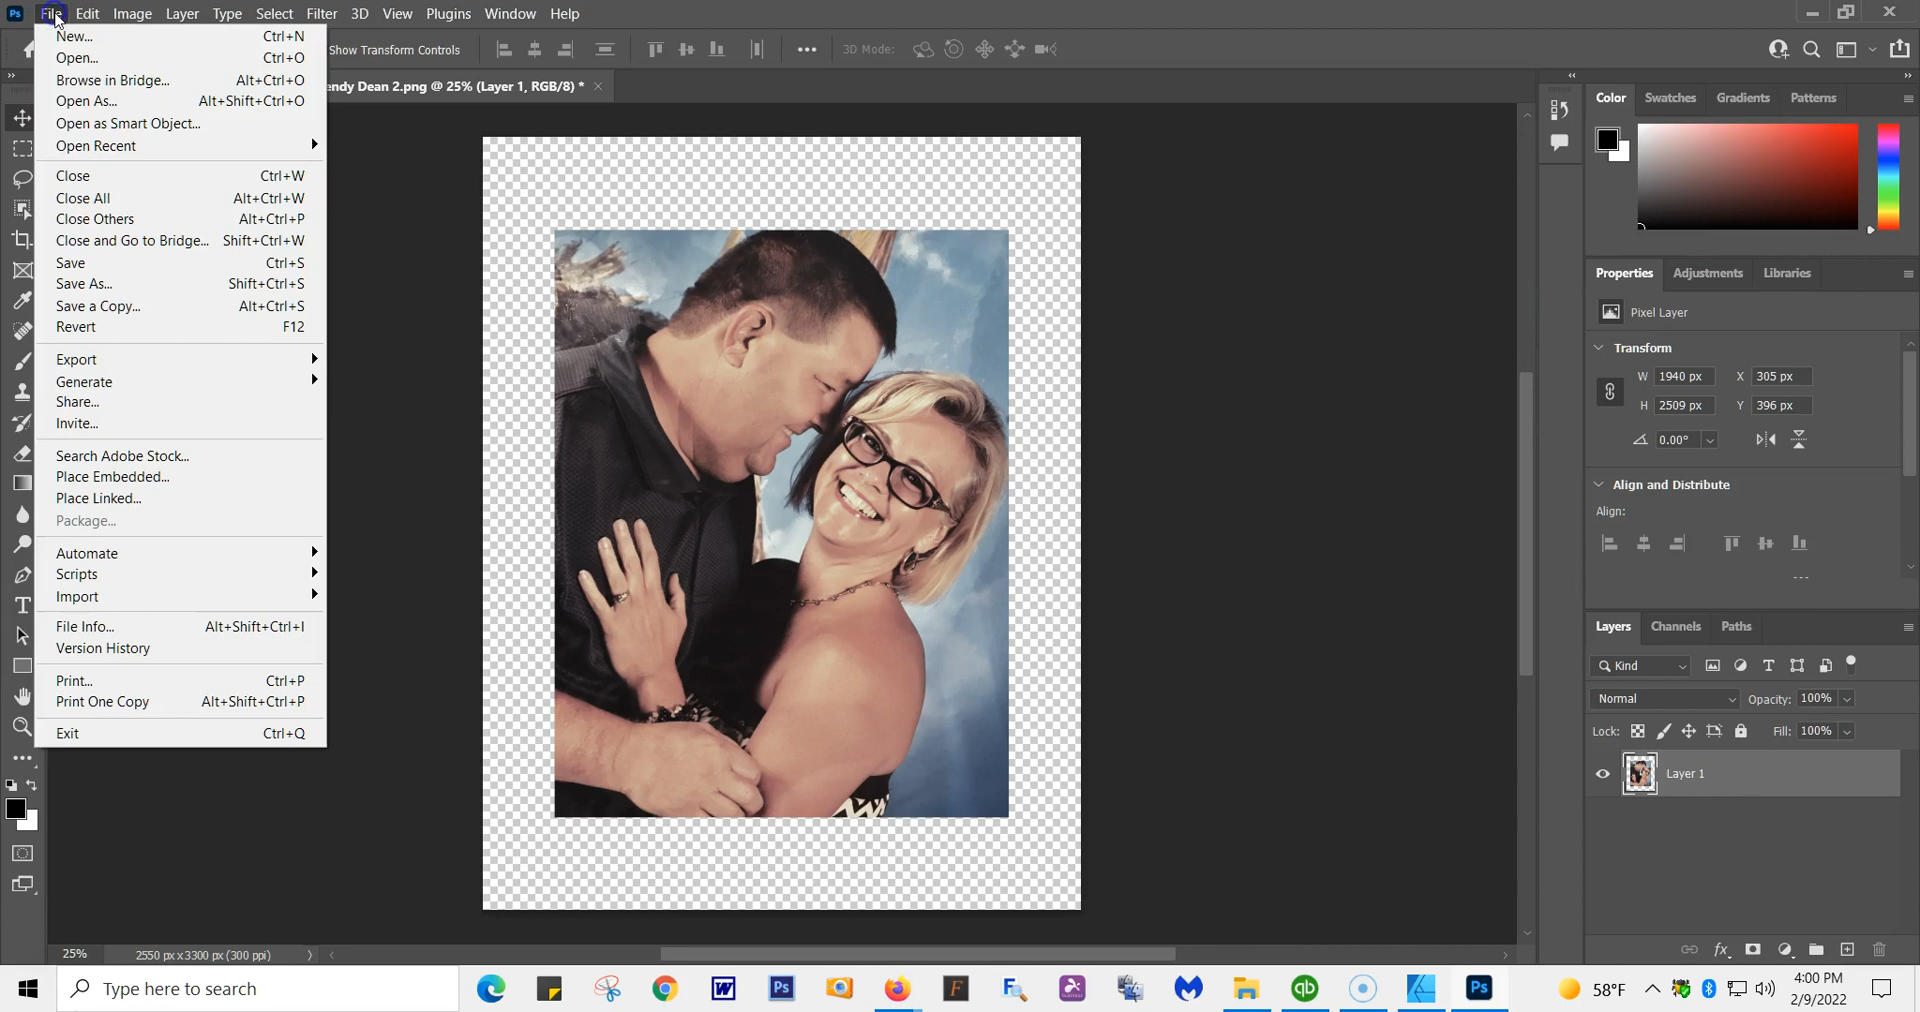 Ps File Edit Image Layer Type Select Filter 3D View Plugins Window Help
Show Transform Controls 3D Mode:
endy Dean 2.png @ 25% (Layer 1, RGB/8) *
New... Ctrl+N
Open... Ctrl+O
Browse in Bridge... Alt+Ctrl+O
Open As... Alt+Shift+Ctrl+O
Open as Smart Object...
Open Recent
Close Ctrl+W
Close All Alt+Ctrl+W
Close Others Alt+Ctrl+P
Close and Go to Bridge... Shift+Ctrl+W
Save Ctrl+S
Save As... Shift+Ctrl+S
Save a Copy... Alt+Ctrl+S
Revert F12
Export
Generate
Share...
Invite...
Search Adobe Stock...
Place Embedded...
Place Linked...
Package...
Automate
Scripts
Import
File Info... Alt+Shift+Ctrl+I
Version History
Print... Ctrl+P
Print One Copy Alt+Shift+Ctrl+P
Exit Ctrl+Q
Color Swatches Gradients Patterns
Properties Adjustments Libraries
Pixel Layer
Transform
W 1940 px X 305 px
H 2509 px Y 396 px
0.00°
Align and Distribute
Align:
Layers Channels Paths
Kind
Normal Opacity: 100%
Lock: Fill: 100%
Layer 1
fx
25% 2550 px x 3300 px (300 ppi)
Type here to search
W Ps F qb Ps
58°F
4:00 PM
2/9/2022